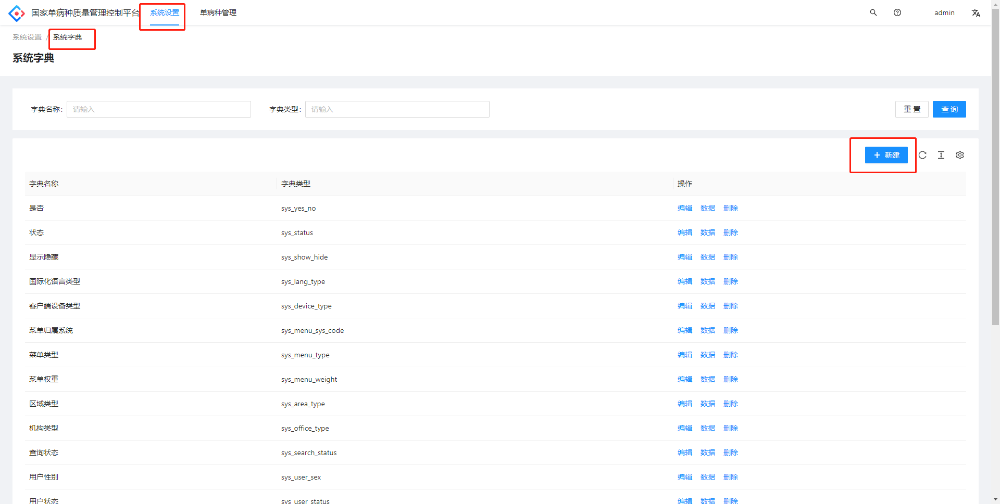 国家单病种质量管理控制平台 系统设置 单病种管理 admin
系统设置 / 系统字典
系统字典
字典名称: 请输入 字典类型: 请输入 重 置 查 询
+ 新建
字典名称 字典类型 操作
是否 sys_yes_no 编辑 数据 删除
状态 sys_status 编辑 数据 删除
显示隐藏 sys_show_hide 编辑 数据 删除
国际化语言类型 sys_lang_type 编辑 数据 删除
客户端设备类型 sys_device_type 编辑 数据 删除
菜单归属系统 sys_menu_sys_code 编辑 数据 删除
菜单类型 sys_menu_type 编辑 数据 删除
菜单权重 sys_menu_weight 编辑 数据 删除
区域类型 sys_area_type 编辑 数据 删除
机构类型 sys_office_type 编辑 数据 删除
查询状态 sys_search_status 编辑 数据 删除
用户性别 sys_user_sex 编辑 数据 删除
用户状态 sys_user_status 编辑 数据 删除